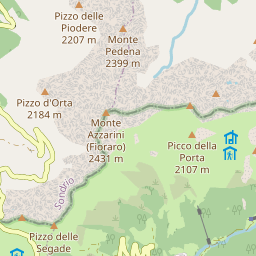 Pizzo delle
Piodere
2207 m
Monte
Pedena
2399 m
Pizzo d'Orta
2184 m
Monte
Azzarini
(Fioraro)
2431 m
Picco della
Porta
2107 m
Sondrio
Pizzo delle
Segade